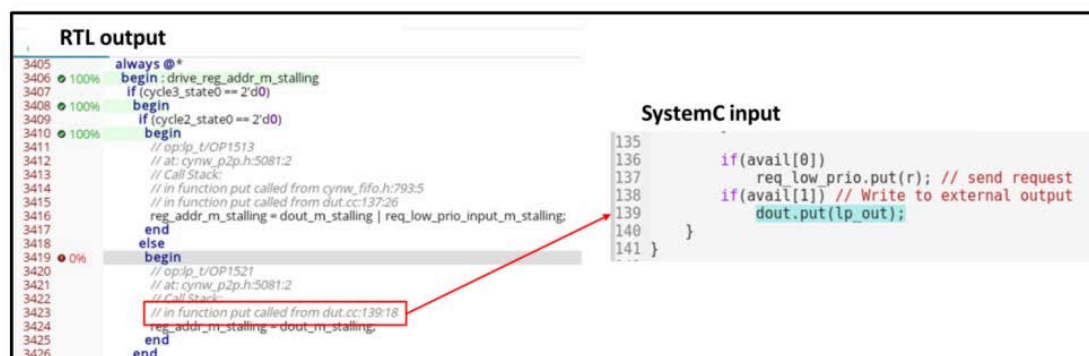 RTL output
3405 always @*
3406 100% begin : drive_reg_addr_m_stalling
3407 if (cycle3_state0 == 2'd0)
3408 100% begin
3409 if (cycle2_state0 == 2'd0)
3410 100% begin
3411 // op:lp_t/OP1513
3412 // at: cynw_p2p.h:5081:2
3413 // Call Stack:
3414 // in function put called from cynw_fifo.h:793:5
3415 // in function put called from dut.cc:137:26
3416 reg_addr_m_stalling = dout_m_stalling | req_low_prio_input_m_stalling;
3417 end
3418 else
3419 0% begin
3420 // op:lp_t/OP1521
3421 // at: cynw_p2p.h:5081:2
3422 // Call Stack:
3423 // in function put called from dut.cc:139:18
3424 reg_addr_m_stalling = dout_m_stalling;
3425 end
3426 end
SystemC input
135
136 if(avail[0])
137 req_low_prio.put(r); // send request
138 if(avail[1]) // Write to external output
139 dout.put(lp_out);
140 }
141 }